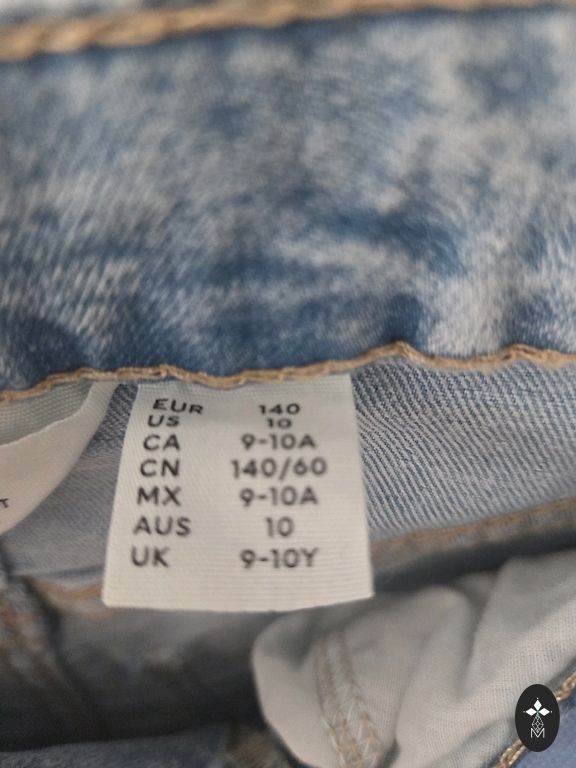 EUR 140
US 10
CA 9-10A
CN 140/60
MX 9-10A
AUS 10
UK 9-10Y
M